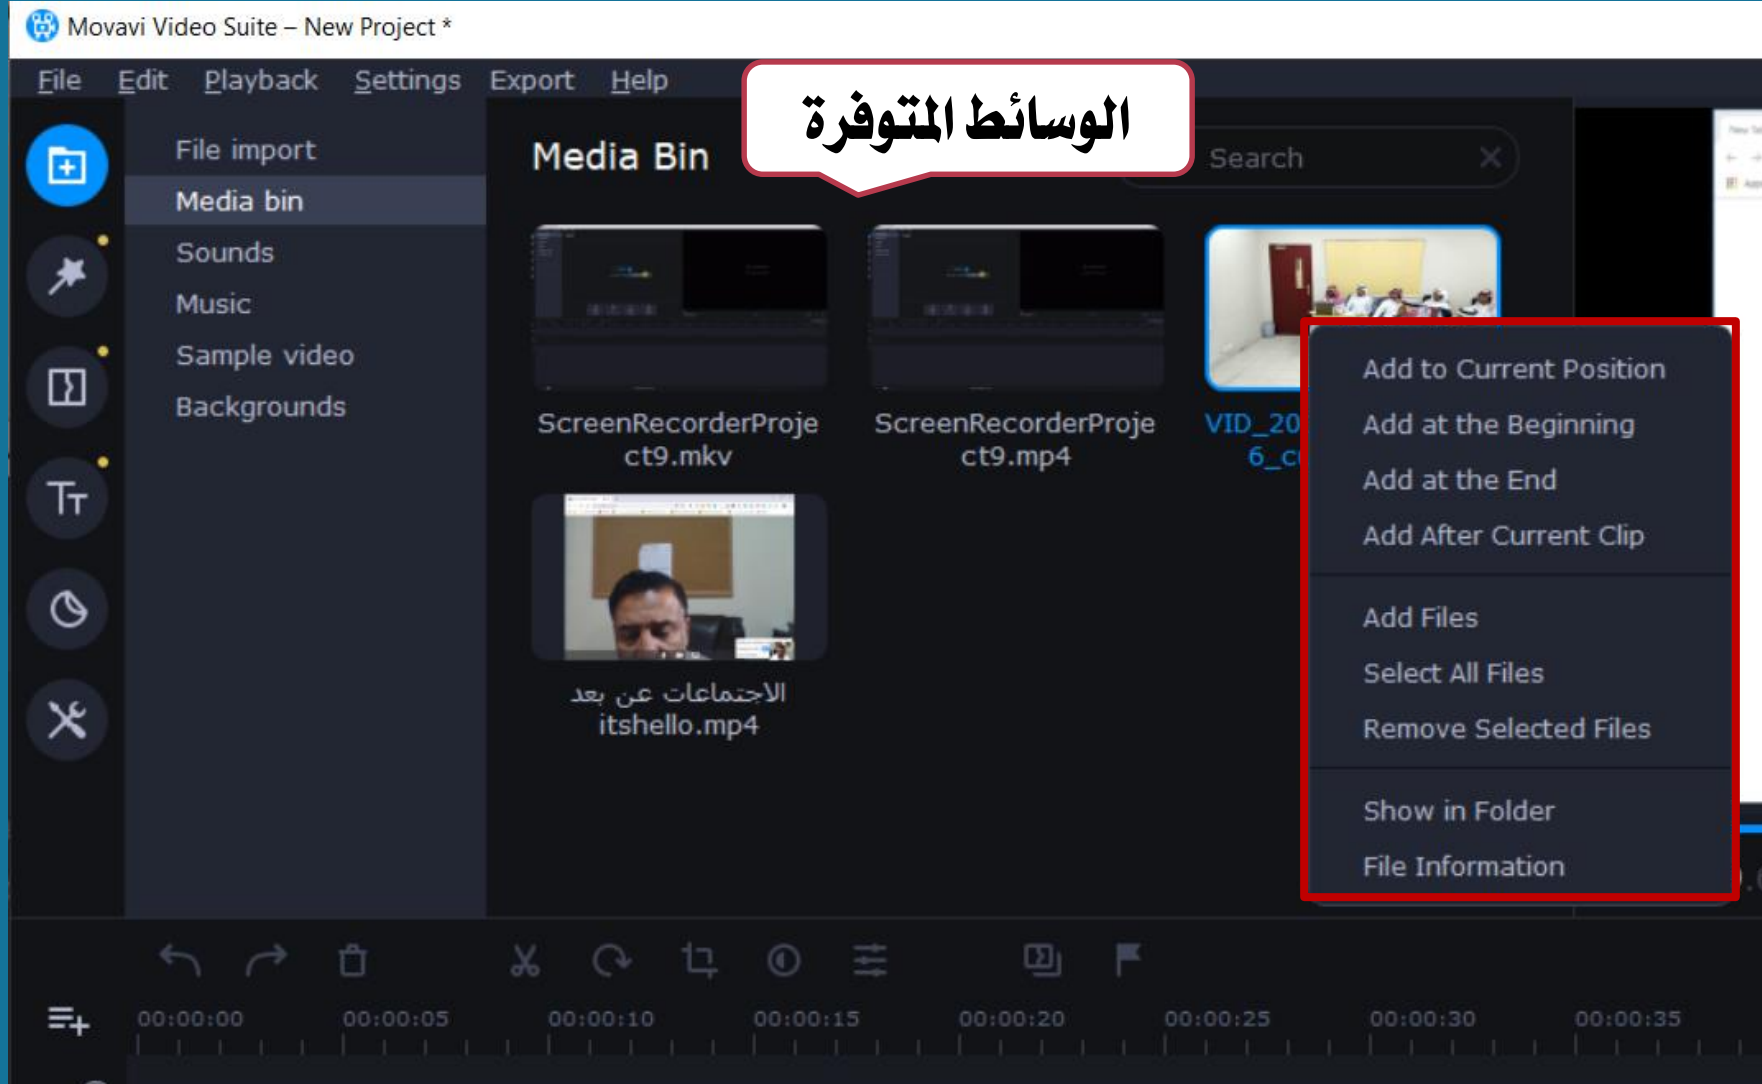 Movavi Video Suite – New Project *
File Edit Playback Settings Export Help
الوسائط المتوفرة
File import
Media bin
Sounds
Music
Sample video
Backgrounds
Media Bin
Search
ScreenRecorderProje
ct9.mkv
ScreenRecorderProje
ct9.mp4
VID_20
6_c
الاجتماعات عن بعد
itshello.mp4
Add to Current Position
Add at the Beginning
Add at the End
Add After Current Clip
Add Files
Select All Files
Remove Selected Files
Show in Folder
File Information
00:00:00 00:00:05 00:00:10 00:00:15 00:00:20 00:00:25 00:00:30 00:00:35